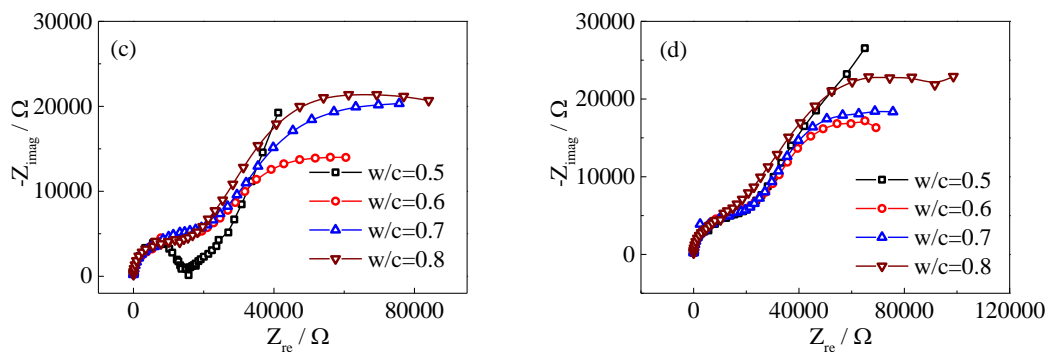 (c)
30000
20000
10000
0
-Z_imag / Ω
0 40000 80000
Z_re / Ω
w/c=0.5
w/c=0.6
w/c=0.7
w/c=0.8
(d)
30000
20000
10000
0
-Z_imag / Ω
0 40000 80000 120000
Z_re / Ω
w/c=0.5
w/c=0.6
w/c=0.7
w/c=0.8